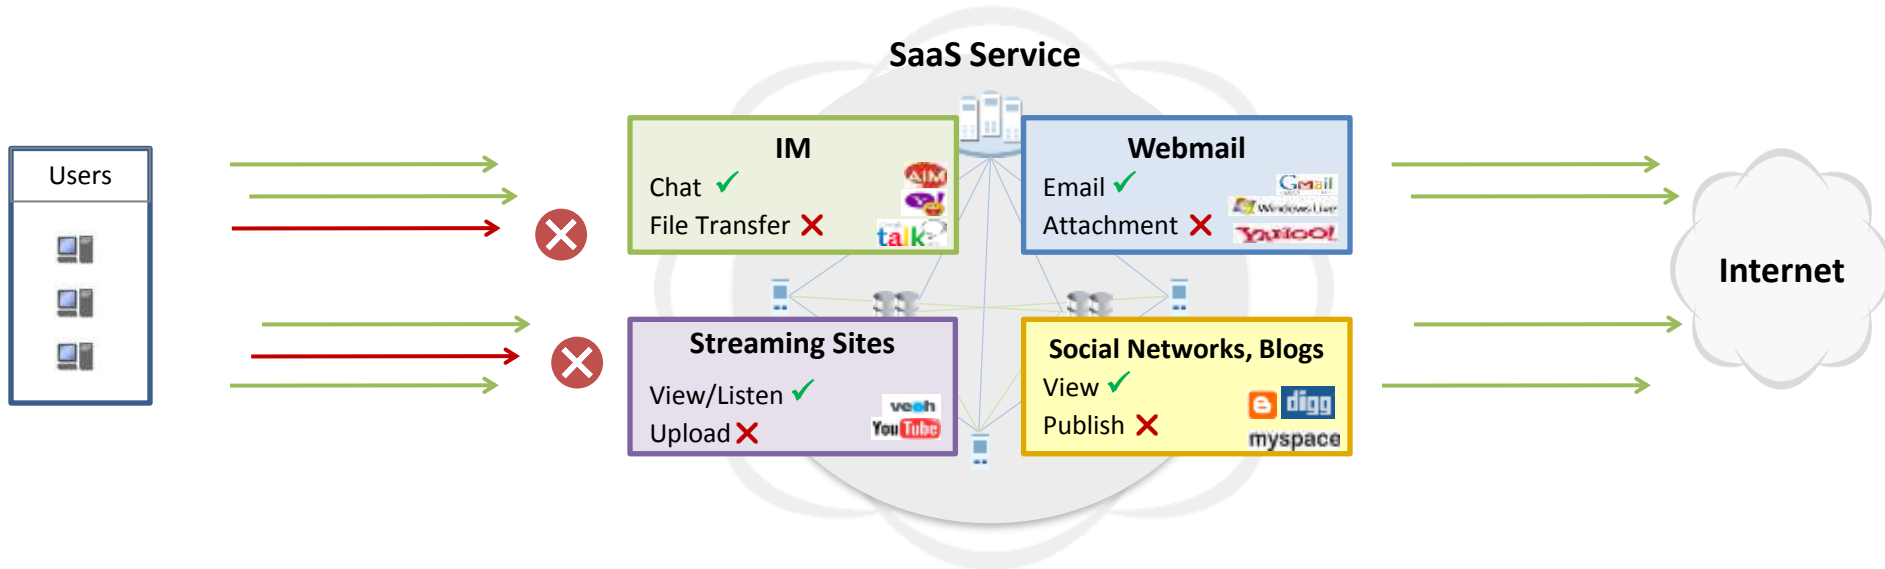 SaaS Service
Users
IM
Chat
File Transfer
AIM
Y!
talk
Webmail
Email
Attachment
Gmail
Windows Live
YAHOO!
Streaming Sites
View/Listen
Upload
veoh
YouTube
Social Networks, Blogs
View
Publish
digg
myspace
Internet